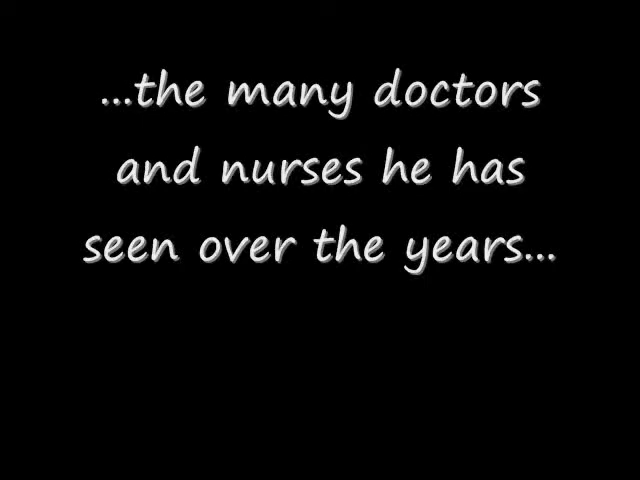 ...the many doctors
and nurses he has
seen over the years...